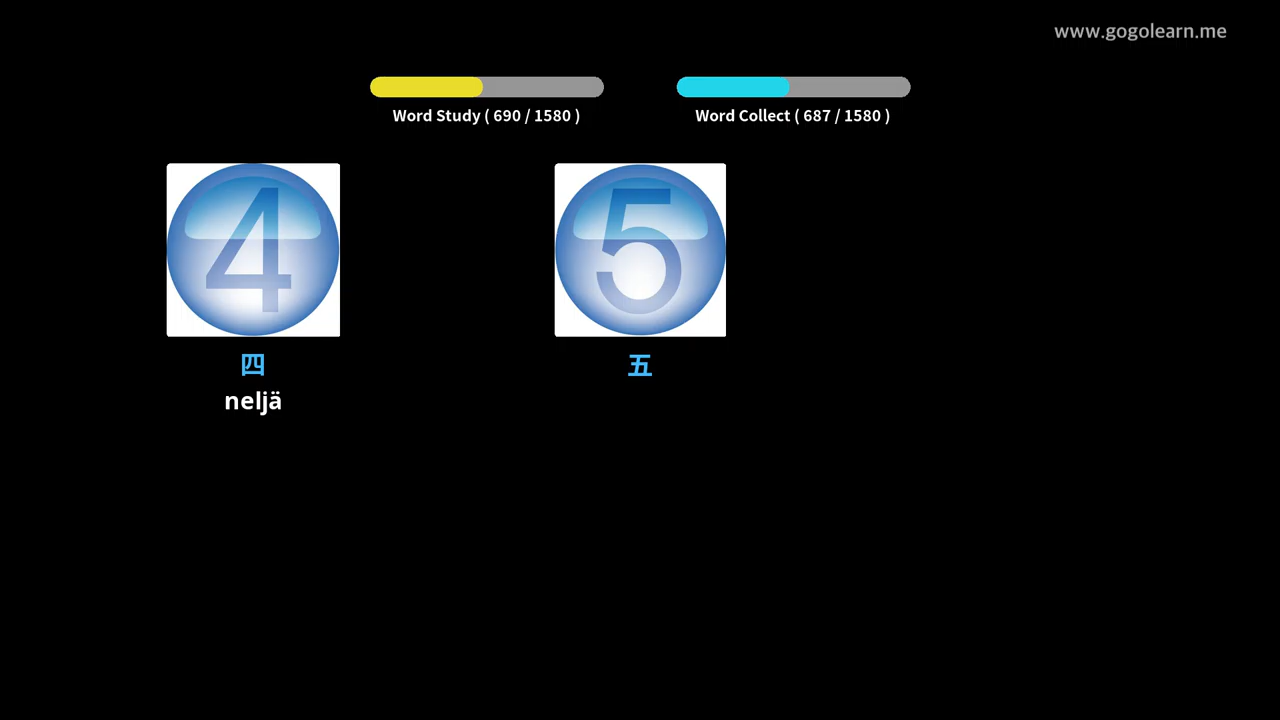 www.gogolearn.me
Word Study ( 690 / 1580 )
Word Collect ( 687 / 1580 )
4
5
四
五
neljä